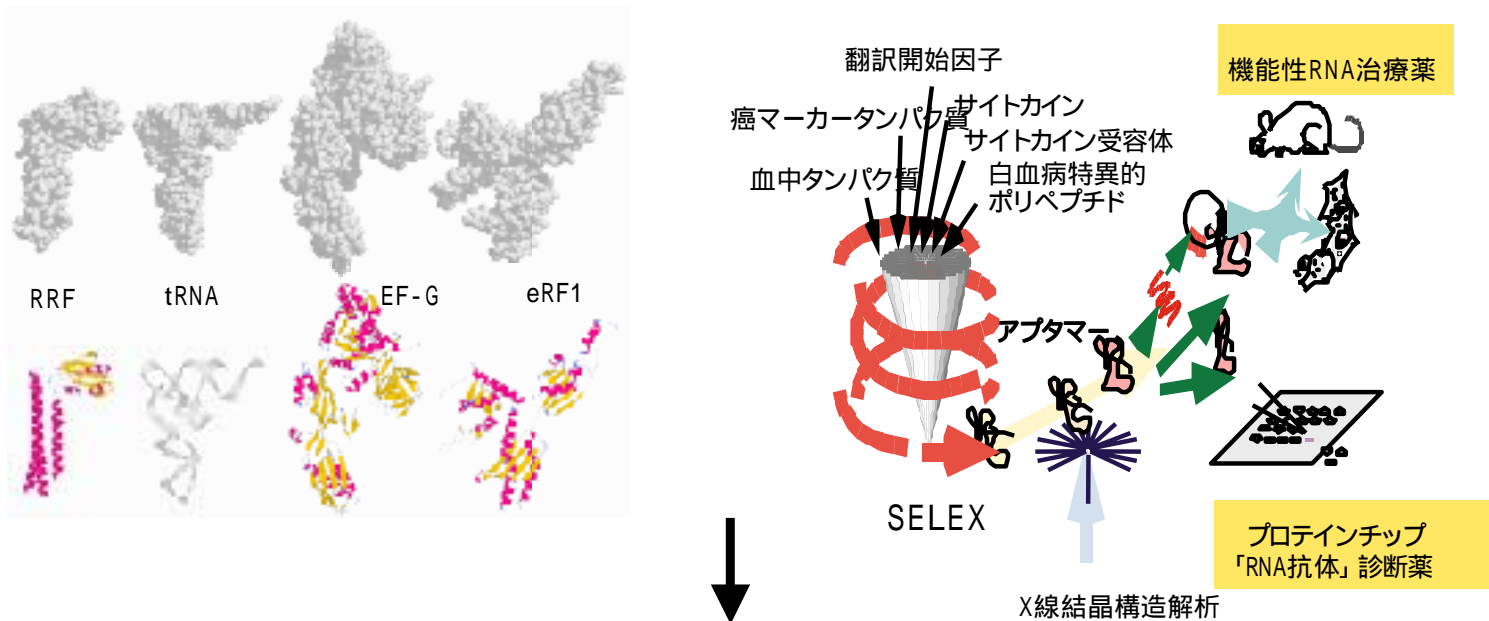 RRF
tRNA
EF-G
eRF1
翻訳開始因子
癌マーカータンパク質
サイトカイン
サイトカイン受容体
血中タンパク質
白血病特異的
ポリペプチド
機能性RNA治療薬
アプタマー
SELEX
X線結晶構造解析
プロテインチップ
「RNA抗体」診断薬